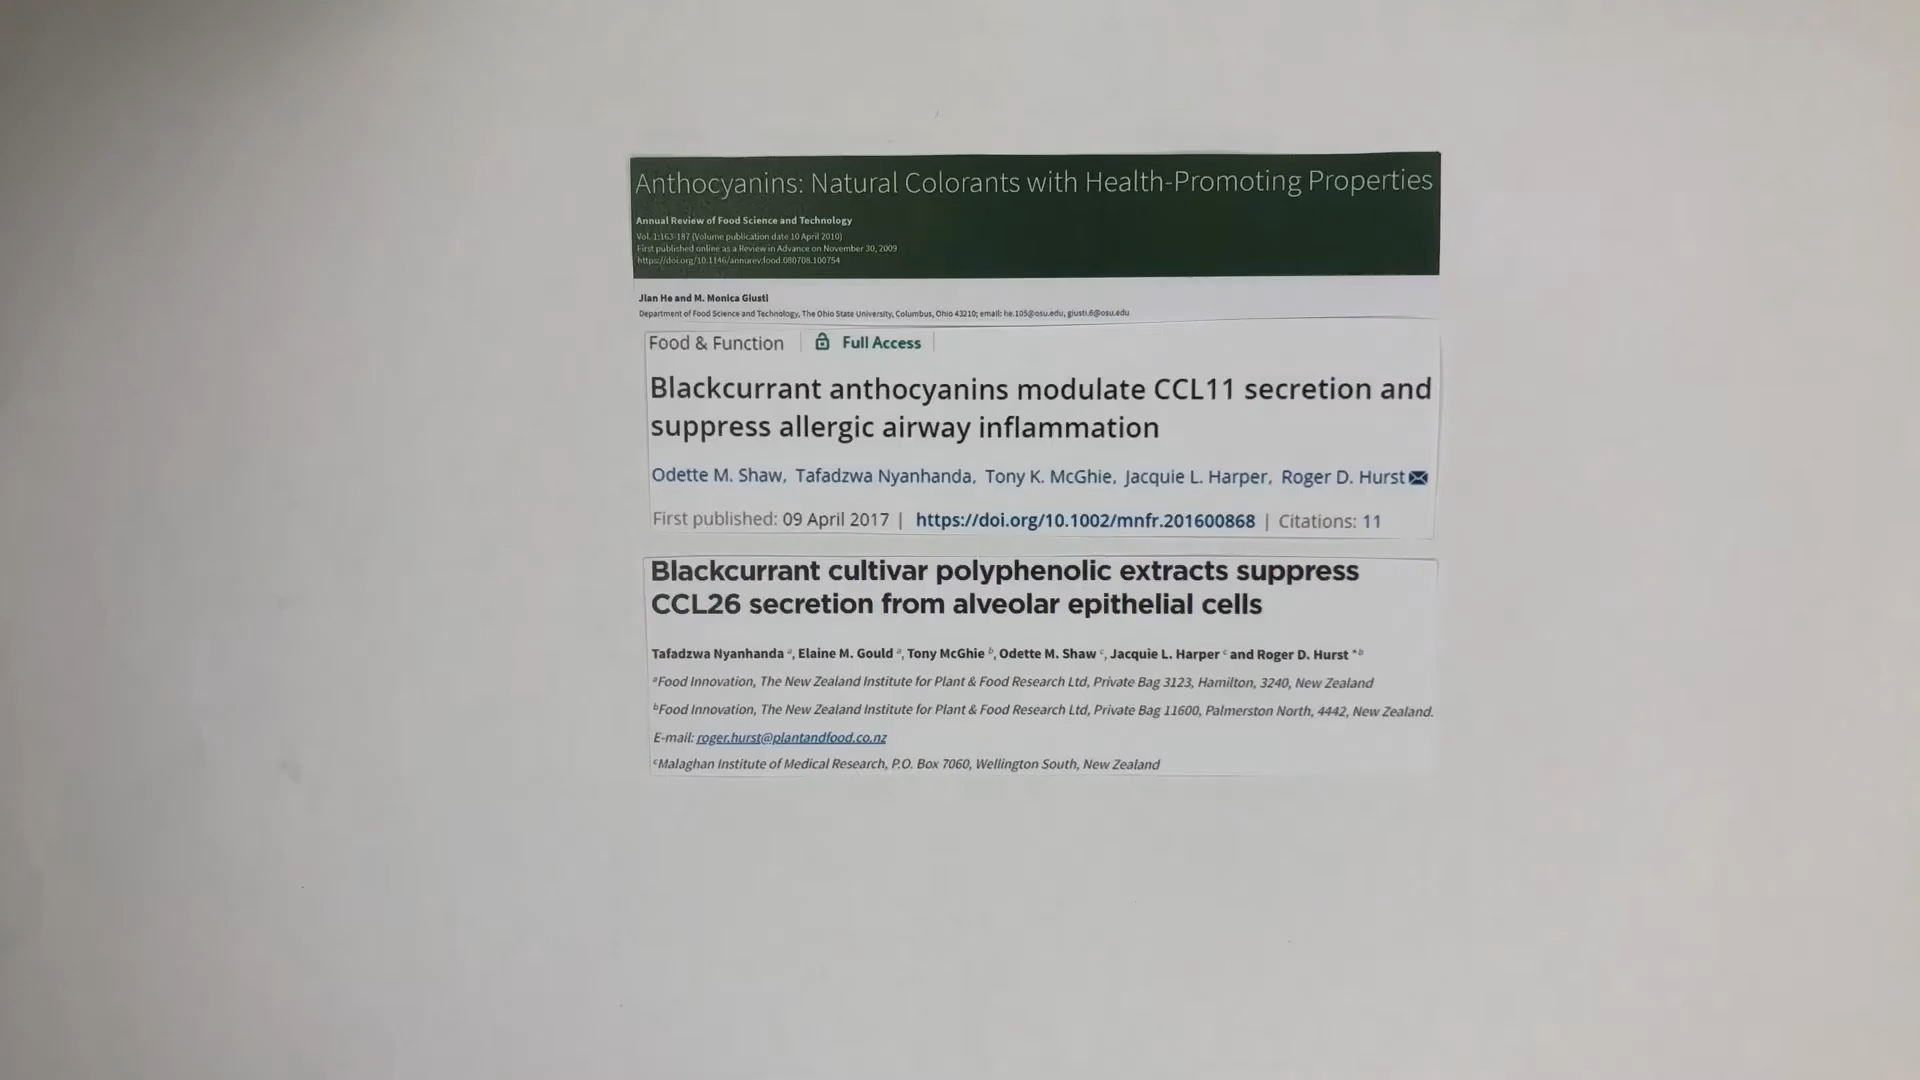 Anthocyanins: Natural Colorants with Health-Promoting Properties
Annual Review of Food Science and Technology
Vol. 1:163-187 (Volume publication date 10 April 2010)
First published online as a Review in Advance on November 30, 2009
https://doi.org/10.1146/annurev.food.080708.100754
Jian He and M. Monica Giusti
Department of Food Science and Technology, The Ohio State University, Columbus, Ohio 43210; email: he.105@osu.edu, giusti.6@osu.edu
Food & Function | Full Access |
Blackcurrant anthocyanins modulate CCL11 secretion and
suppress allergic airway inflammation
Odette M. Shaw, Tafadzwa Nyanhanda, Tony K. McGhie, Jacquie L. Harper, Roger D. Hurst
First published: 09 April 2017 | https://doi.org/10.1002/mnfr.201600868 | Citations: 11
Blackcurrant cultivar polyphenolic extracts suppress
CCL26 secretion from alveolar epithelial cells
Tafadzwa Nyanhanda ᵃ, Elaine M. Gould ᵃ, Tony McGhie ᵇ, Odette M. Shaw ᶜ, Jacquie L. Harper ᶜ and Roger D. Hurst *ᵇ
ᵃFood Innovation, The New Zealand Institute for Plant & Food Research Ltd, Private Bag 3123, Hamilton, 3240, New Zealand
ᵇFood Innovation, The New Zealand Institute for Plant & Food Research Ltd, Private Bag 11600, Palmerston North, 4442, New Zealand.
E-mail: roger.hurst@plantandfood.co.nz
ᶜMalaghan Institute of Medical Research, P.O. Box 7060, Wellington South, New Zealand